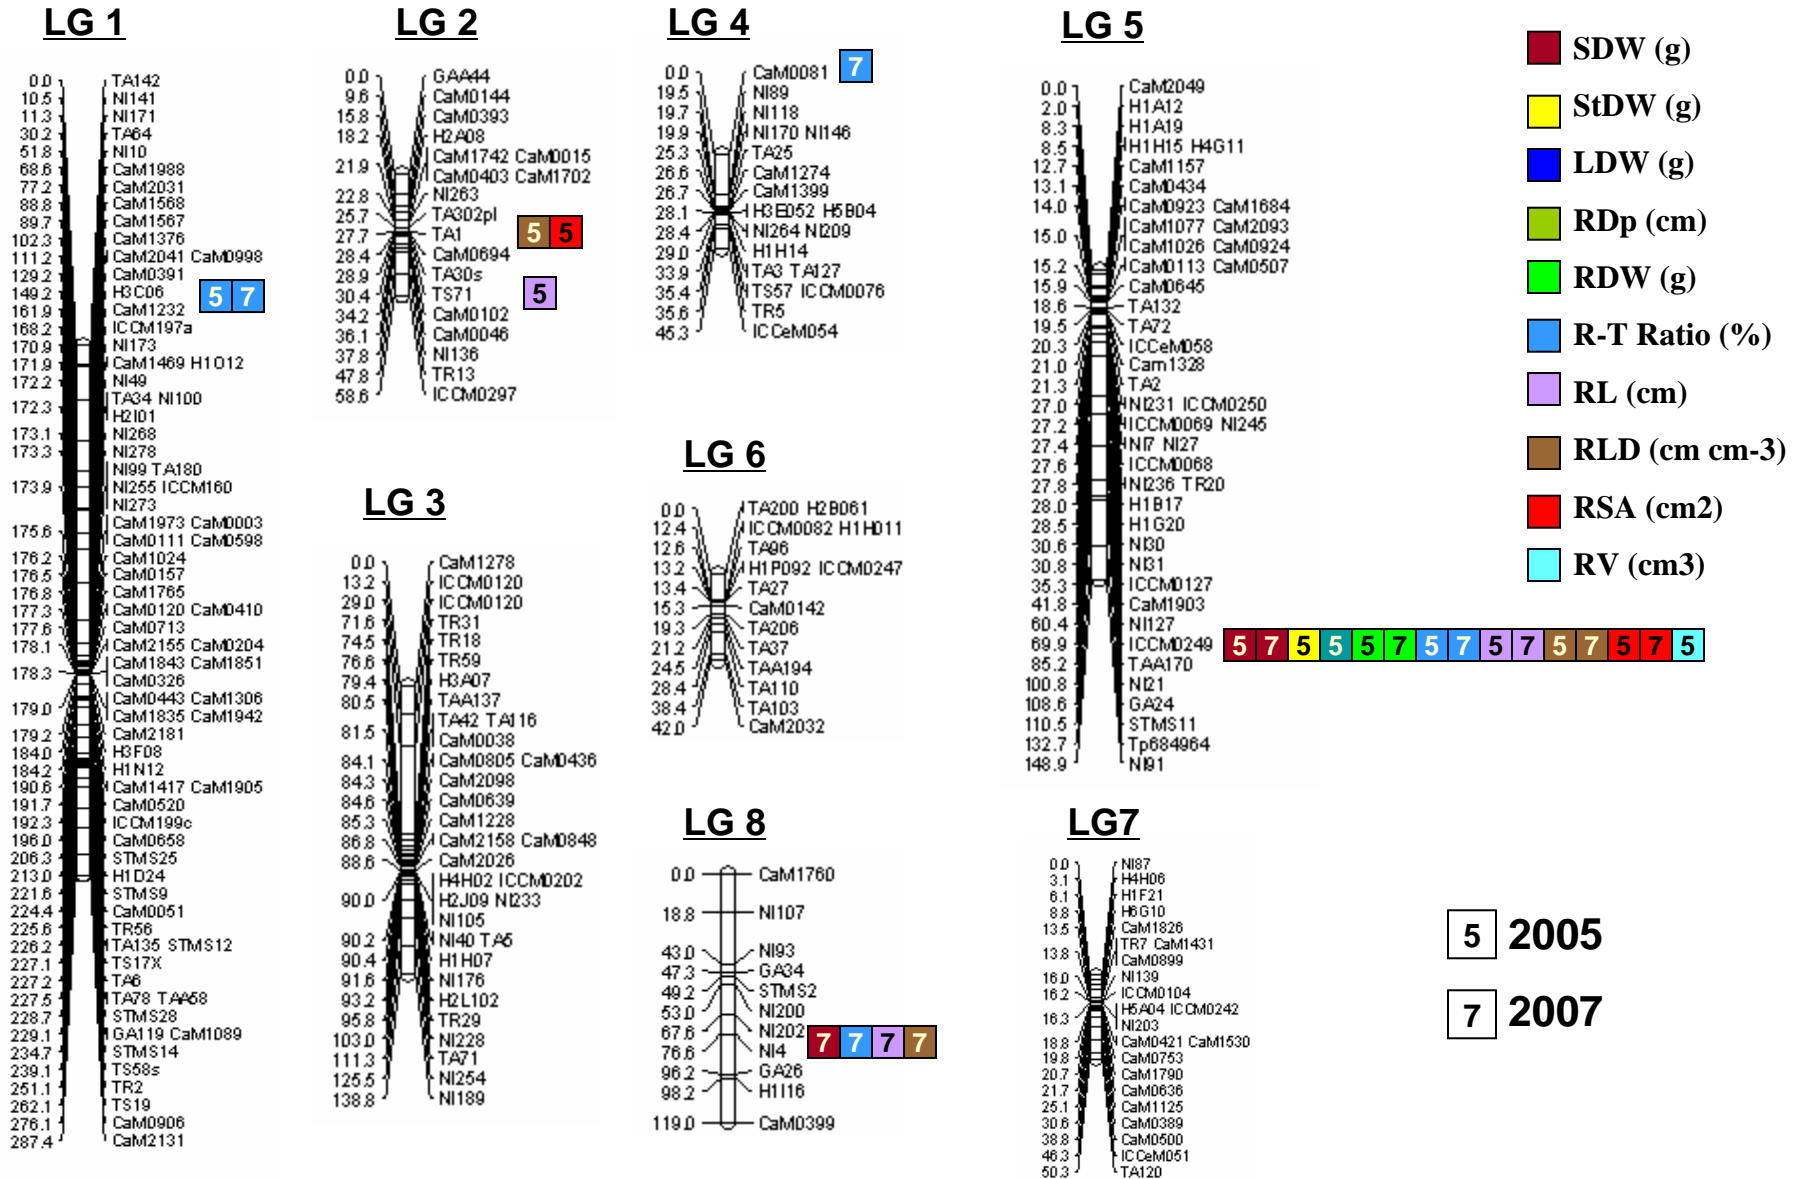 LG 1
0.0 TA142
10.5 NI141
11.3 NI171
30.2 TA64
51.8 NI10
68.6 CaM1988
77.2 CaM2031
88.8 CaM1568
89.7 CaM1567
102.3 CaM1376
111.2 CaM2041 CaM0998
129.2 CaM0391
149.2 H3C06
5 7
161.9 CaM1232
168.2 ICCM197a
170.9 NI173
171.9 CaM1469 H1O12
172.2 NI49
172.3 TA34 NI100
H2I01
173.1 NI268
173.3 NI278
NI99 TA180
173.9 NI255 ICCM160
NI273
CaM1973 CaM0003
175.6 CaM0111 CaM0598
176.2 CaM1024
176.5 CaM0157
176.8 CaM1765
177.3 CaM0120 CaM0410
177.6 CaM0713
178.1 CaM2155 CaM0204
CaM1843 CaM1851
178.3 CaM0326
CaM0443 CaM1306
179.0 CaM1835 CaM1942
179.2 CaM2181
184.0 H3F08
184.2 H1N12
190.6 CaM1417 CaM1905
191.7 CaM0520
192.3 ICCM199c
196.0 CaM0658
206.3 STMS25
213.0 H1D24
221.6 STMS9
224.4 CaM0051
225.6 TR56
226.2 TA135 STMS12
227.1 TS17X
227.2 TA6
227.5 TA78 TAA58
228.7 STMS28
229.1 GA119 CaM1089
234.7 STMS14
239.1 TS58s
251.1 TR2
262.1 TS19
276.1 CaM0906
287.4 CaM2131
LG 2
0.0 GAA44
9.6 CaM0144
15.8 CaM0393
18.2 H2A08
21.9 CaM1742 CaM0015
CaM0403 CaM1702
22.8 NI263
25.7 TA302pl
27.7 TA1
5 5
28.4 CaM0694
28.9 TA30s
30.4 TS71
5
34.2 CaM0102
36.1 CaM0046
37.8 NI136
47.8 TR13
58.6 ICCM0297
LG 3
0.0 CaM1278
13.2 ICCM0120
29.0 ICCM0120
71.6 TR31
74.5 TR18
76.6 TR59
79.4 H3A07
80.5 TAA137
TA42 TA116
81.5 CaM0038
84.1 CaM0805 CaM0436
84.3 CaM2098
84.6 CaM0639
85.3 CaM1228
86.8 CaM2158 CaM0848
88.6 CaM2026
H4H02 ICCM0202
90.0 H2J09 NI233
NI105
90.2 NI40 TA5
90.4 H1H07
91.6 NI176
93.2 H2L102
95.8 TR29
103.0 NI228
111.3 TA71
125.5 NI254
138.8 NI189
LG 4
0.0 CaM0081
7
19.5 NI89
19.7 NI118
19.9 NI170 NI146
25.3 TA25
26.6 CaM1274
26.7 CaM1399
28.1 H3E052 H5B04
28.4 NI264 NI209
29.0 H1H14
33.9 TA3 TA127
35.4 TS57 ICCM0076
35.6 TR5
45.3 ICCeM054
LG 6
0.0 TA200 H2B061
12.4 ICCM0082 H1H011
12.6 TA96
13.2 H1P092 ICCM0247
13.4 TA27
15.3 CaM0142
19.3 TA206
21.2 TA37
24.5 TAA194
28.4 TA110
38.4 TA103
42.0 CaM2032
LG 8
0.0 CaM1760
18.8 NI107
43.0 NI93
47.3 GA34
49.2 STMS2
53.0 NI200
67.6 NI202
7 7 7 7
76.6 NI4
96.2 GA26
98.2 H1I16
119.0 CaM0399
LG 5
0.0 CaM2049
2.0 H1A12
8.3 H1A19
8.5 H1H15 H4G11
12.7 CaM1157
13.1 CaM0434
14.0 CaM0923 CaM1684
CaM1077 CaM2093
15.0 CaM1026 CaM0924
15.2 CaM0113 CaM0507
15.9 CaM0645
18.6 TA132
19.5 TA72
20.3 ICCeM058
21.0 Cam1328
21.3 TA2
27.0 NI231 ICCM0250
27.2 ICCM0069 NI245
27.4 NI7 NI27
27.6 ICCM0068
27.8 NI236 TR20
28.0 H1B17
28.5 H1G20
30.6 NI30
30.8 NI31
35.3 ICCM0127
41.8 CaM1903
60.4 NI127
69.9 ICCM0249
5 7 5 5 5 7 5 7 5 7 5 7 5 7 5
85.2 TAA170
100.8 NI21
108.6 GA24
110.5 STMS11
132.7 Tp684964
148.9 NI91
LG7
0.0 NI87
3.1 H4H06
6.1 H1F21
8.8 H6G10
13.5 CaM1826
TR7 CaM1431
13.8 CaM0899
16.0 NI139
16.2 ICCM0104
H5A04 ICCM0242
16.3 NI203
18.8 CaM0421 CaM1530
19.8 CaM0753
20.7 CaM1790
21.7 CaM0636
25.1 CaM1125
30.6 CaM0389
38.8 CaM0500
46.3 ICCeM051
50.3 TA120
SDW (g)
StDW (g)
LDW (g)
RDp (cm)
RDW (g)
R-T Ratio (%)
RL (cm)
RLD (cm cm-3)
RSA (cm2)
RV (cm3)
5 2005
7 2007